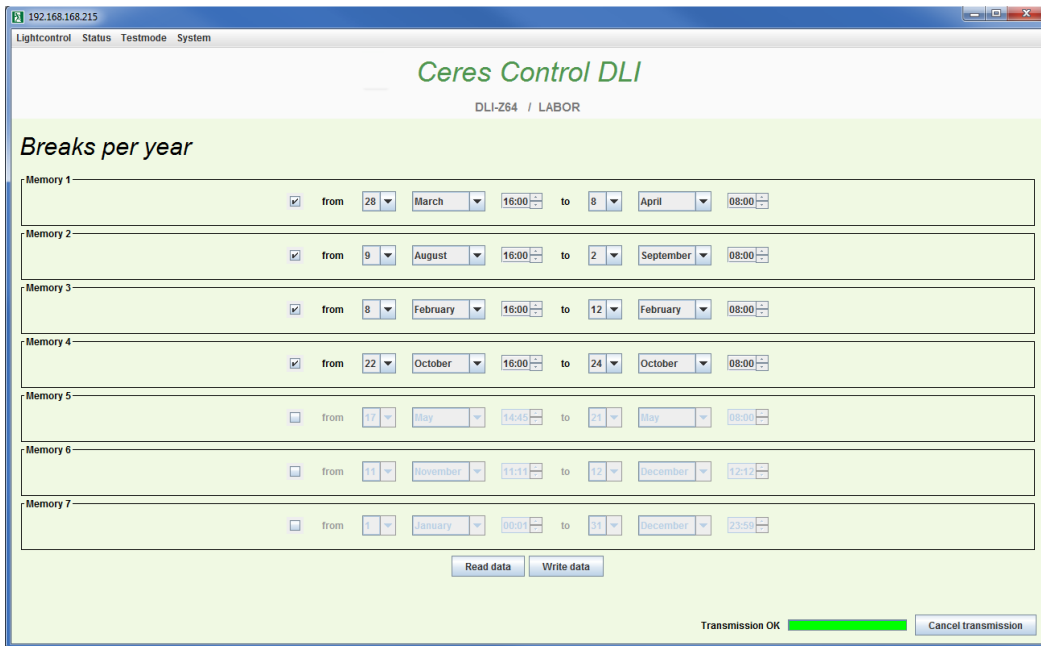 192.168.168.215
Lightcontrol Status Testmode System
Ceres Control DLI
DLI-Z64 / LABOR
Breaks per year
Memory 1
from 28 March 16:00 to 8 April 08:00
Memory 2
from 9 August 16:00 to 2 September 08:00
Memory 3
from 8 February 16:00 to 12 February 08:00
Memory 4
from 22 October 16:00 to 24 October 08:00
Memory 5
from 17 May 14:45 to 21 May 08:00
Memory 6
from 11 November 11:11 to 12 December 12:12
Memory 7
from 1 January 00:01 to 31 December 23:59
Read data Write data
Transmission OK Cancel transmission